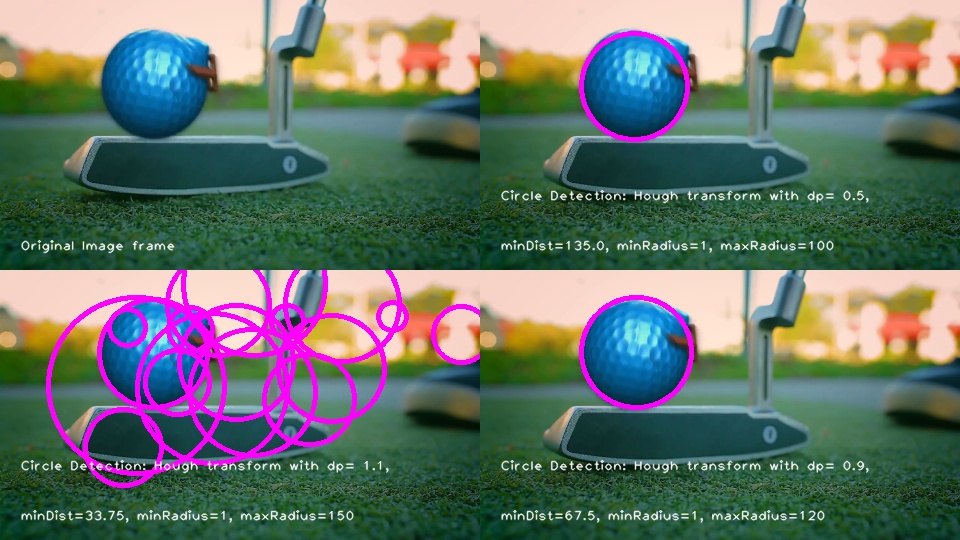 Circle Detection: Hough transform with dp= 0.5,
Original Image frame
minDist=135.0, minRadius=1, maxRadius=100
Circle Detection: Hough transform with dp= 1.1,
minDist=33.75, minRadius=1, maxRadius=150
Circle Detection: Hough transform with dp= 0.9,
minDist=67.5, minRadius=1, maxRadius=120